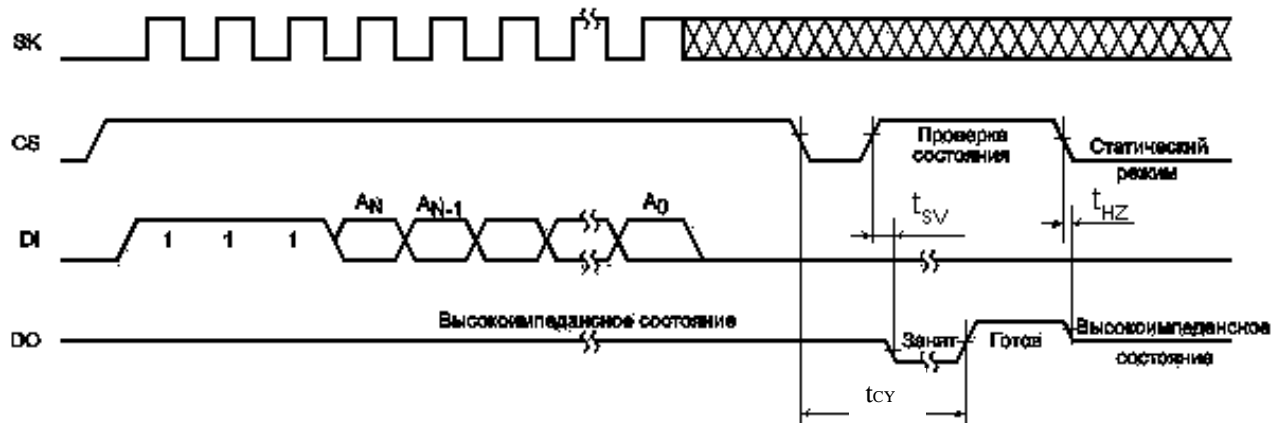 SK
CS
Проверка
состояния
Статический
режим
tSV
tHZ
DI
1 1 1 AN AN-1 A0
DO
Высокоимпедансное состояние
Занят
Готов
Высокоимпеданское
состояние
tCY